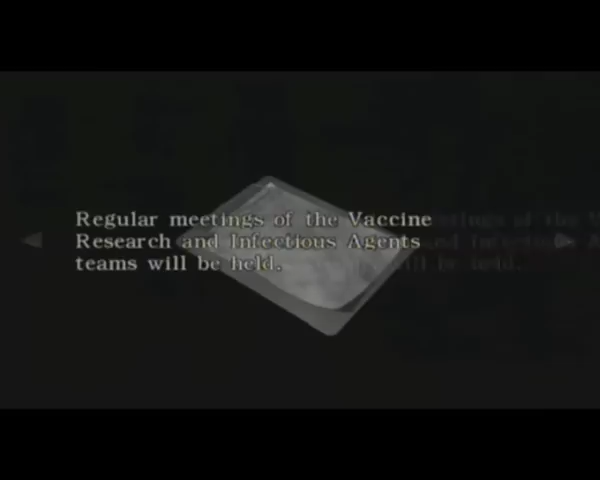 Regular meetings of the Vaccine
Research and Infectious Agents
teams will be held.